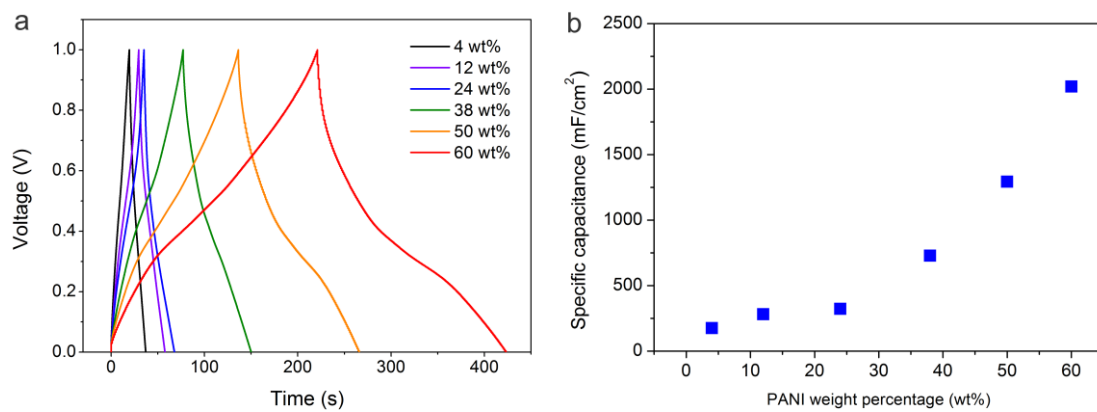 a
Voltage (V)
1.0
0.8
0.6
0.4
0.2
0.0
0
100
200
300
400
Time (s)
4 wt%
12 wt%
24 wt%
38 wt%
50 wt%
60 wt%
b
Specific capacitance (mF/cm²)
2500
2000
1500
1000
500
0
0
10
20
30
40
50
60
PANI weight percentage (wt%)